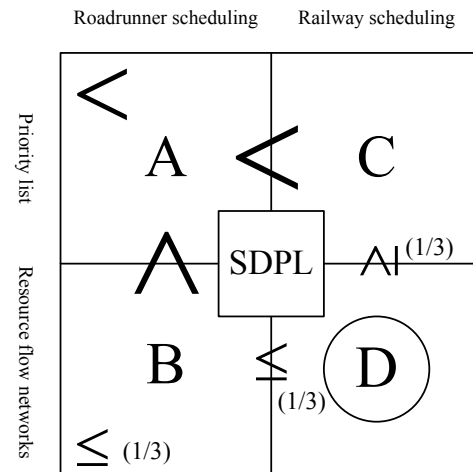 Roadrunner scheduling Railway scheduling
Priority list
Resource flow networks
<
A < C
∧ SDPL ∧| (1/3)
B ≤ (1/3) D
≤ (1/3)